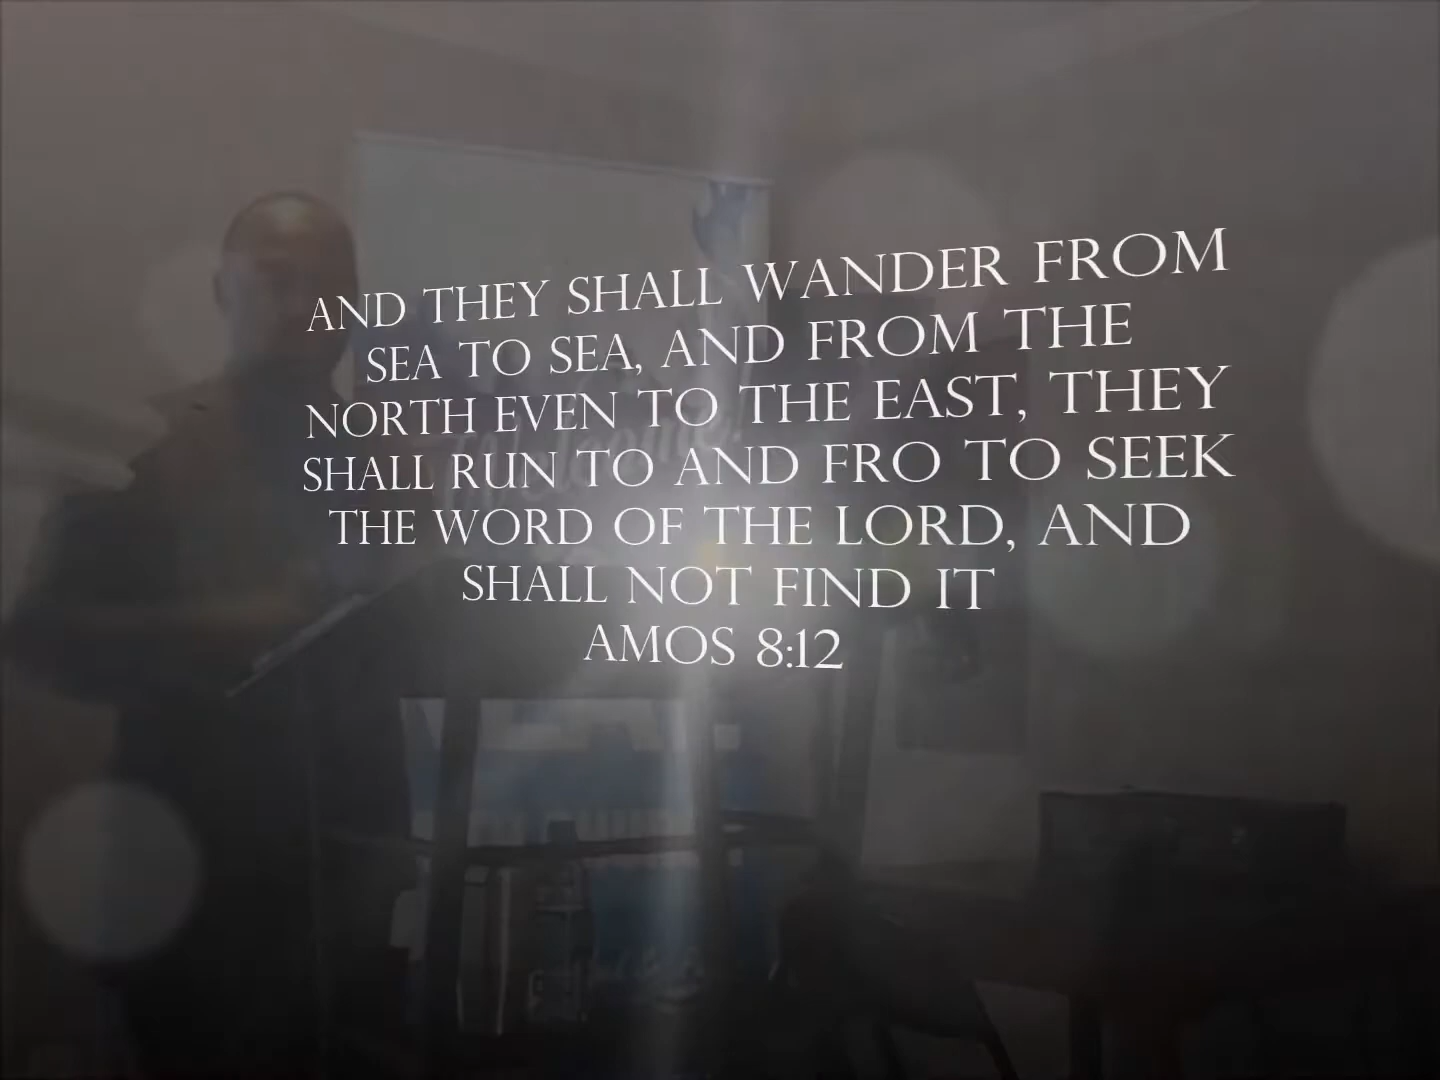 AND THEY SHALL WANDER FROM
SEA TO SEA, AND FROM THE
NORTH EVEN TO THE EAST, THEY
SHALL RUN TO AND FRO TO SEEK
THE WORD OF THE LORD, AND
SHALL NOT FIND IT
AMOS 8:12
Welcome!